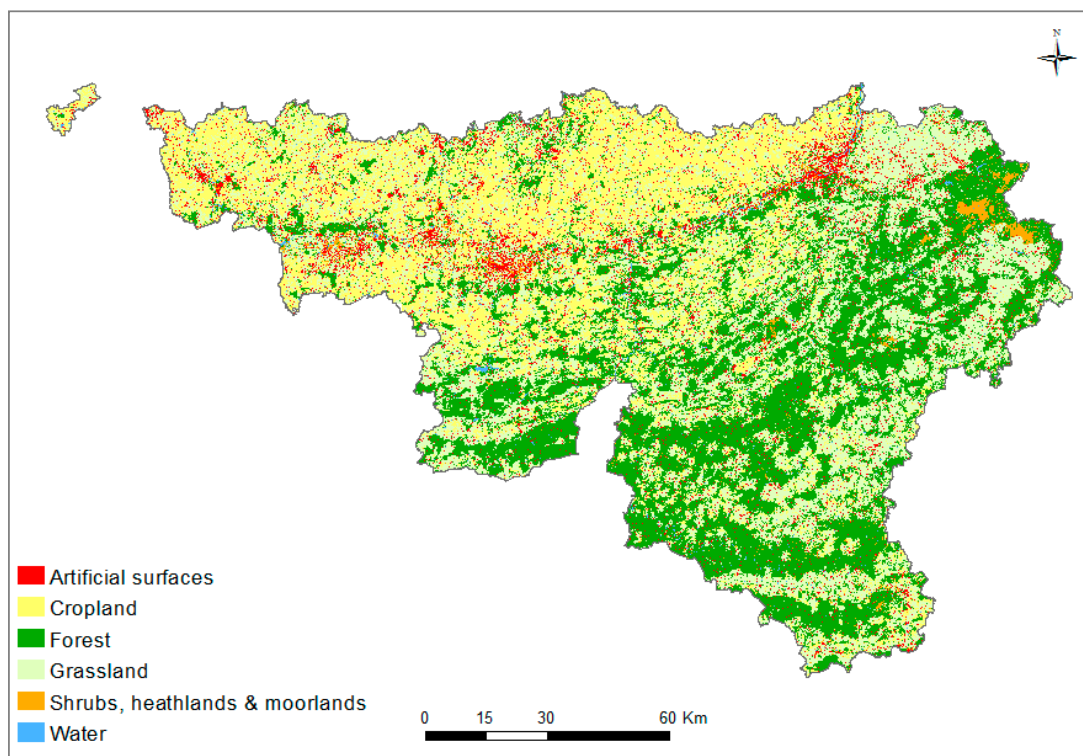 N
Artificial surfaces
Cropland
Forest
Grassland
Shrubs, heathlands & moorlands
Water
0 15 30 60 Km